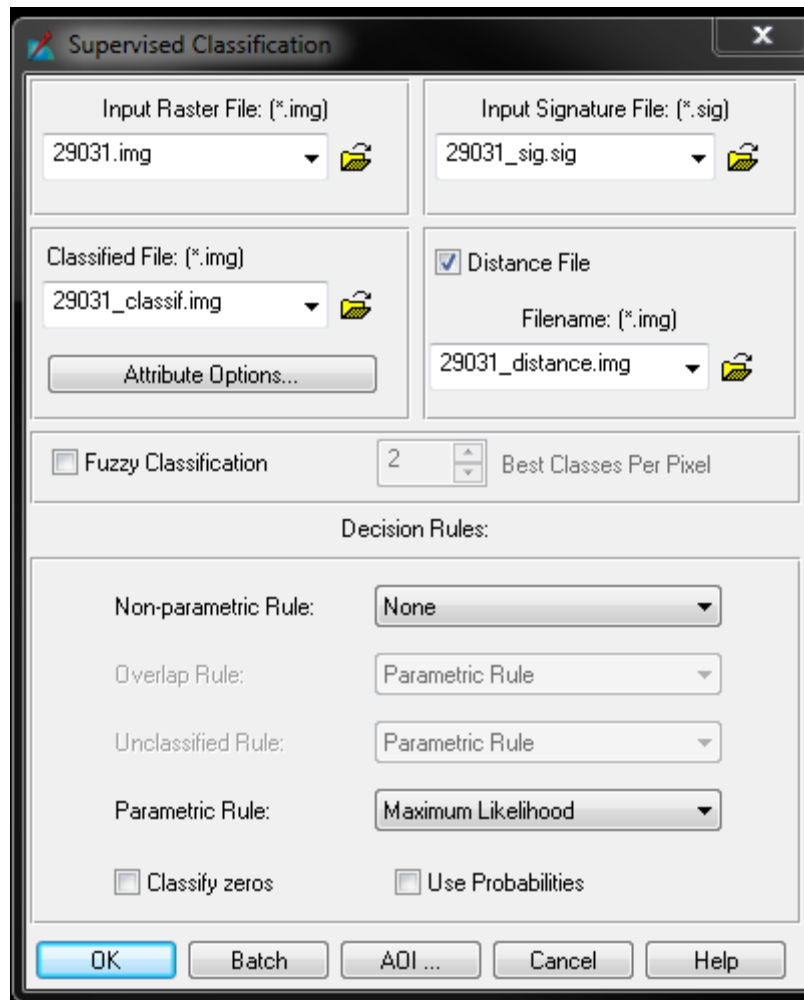 Supervised Classification
Input Raster File: (*.img)
29031.img
Input Signature File: (*.sig)
29031_sig.sig
Classified File: (*.img)
29031_classif.img
Attribute Options...
Distance File
Filename: (*.img)
29031_distance.img
Fuzzy Classification
2
Best Classes Per Pixel
Decision Rules:
Non-parametric Rule:
None
Overlap Rule:
Parametric Rule
Unclassified Rule:
Parametric Rule
Parametric Rule:
Maximum Likelihood
Classify zeros
Use Probabilities
OK
Batch
AOI ...
Cancel
Help